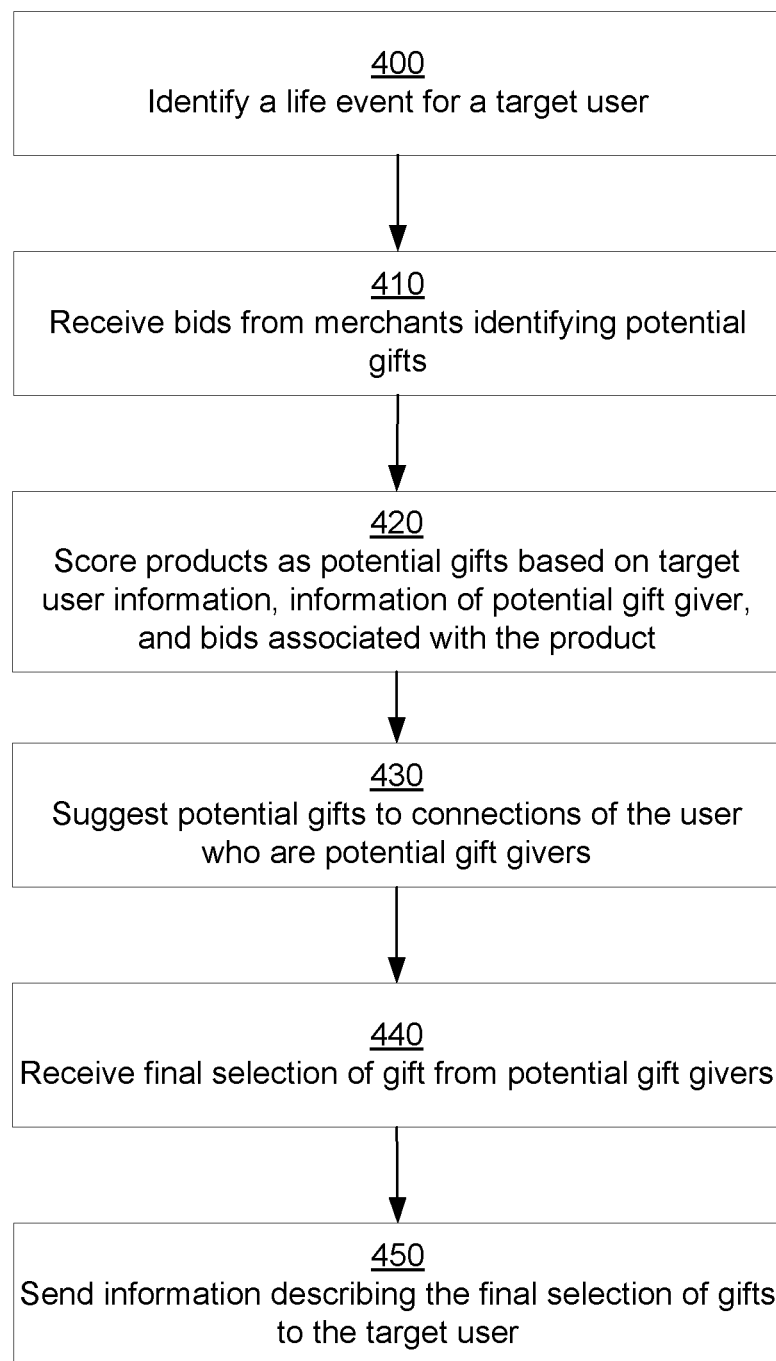 400
Identify a life event for a target user
410
Receive bids from merchants identifying potential
gifts
420
Score products as potential gifts based on target
user information, information of potential gift giver,
and bids associated with the product
430
Suggest potential gifts to connections of the user
who are potential gift givers
440
Receive final selection of gift from potential gift givers
450
Send information describing the final selection of gifts
to the target user